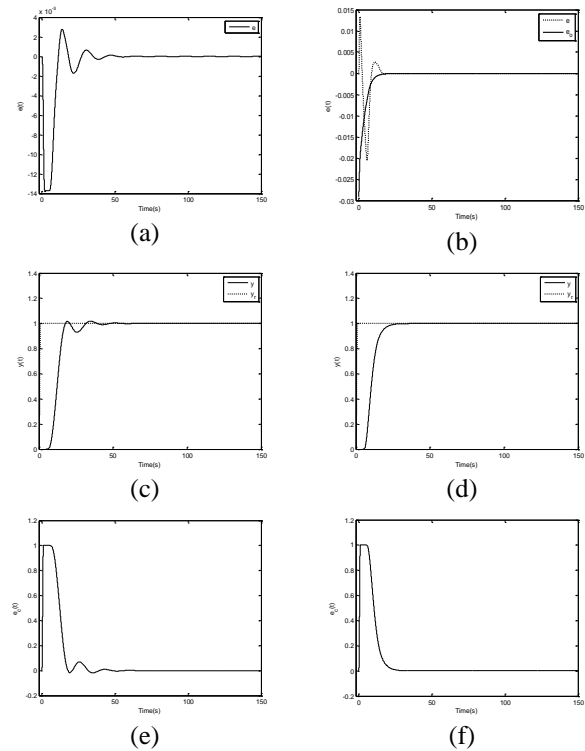 x 10⁻³
4
2
0
-2
-4
-6
-8
-10
-12
-14
e(t)
e
0 50 100 150
Time(s)
(a)
0.015
0.01
0.005
0
-0.005
-0.01
-0.015
-0.02
-0.025
-0.03
e(t)
e
0 50 100 150
Time(s)
(b)
1.4
1.2
1
0.8
0.6
0.4
0.2
0
y(t)
y
yᵣ
0 50 100 150
Time(s)
(c)
1.4
1.2
1
0.8
0.6
0.4
0.2
0
y(t)
y
yᵣ
0 50 100 150
Time(s)
(d)
1.2
1
0.8
0.6
0.4
0.2
0
-0.2
e_c(t)
0 50 100 150
Time(s)
(e)
1.2
1
0.8
0.6
0.4
0.2
0
-0.2
e_c(t)
0 50 100 150
Time(s)
(f)